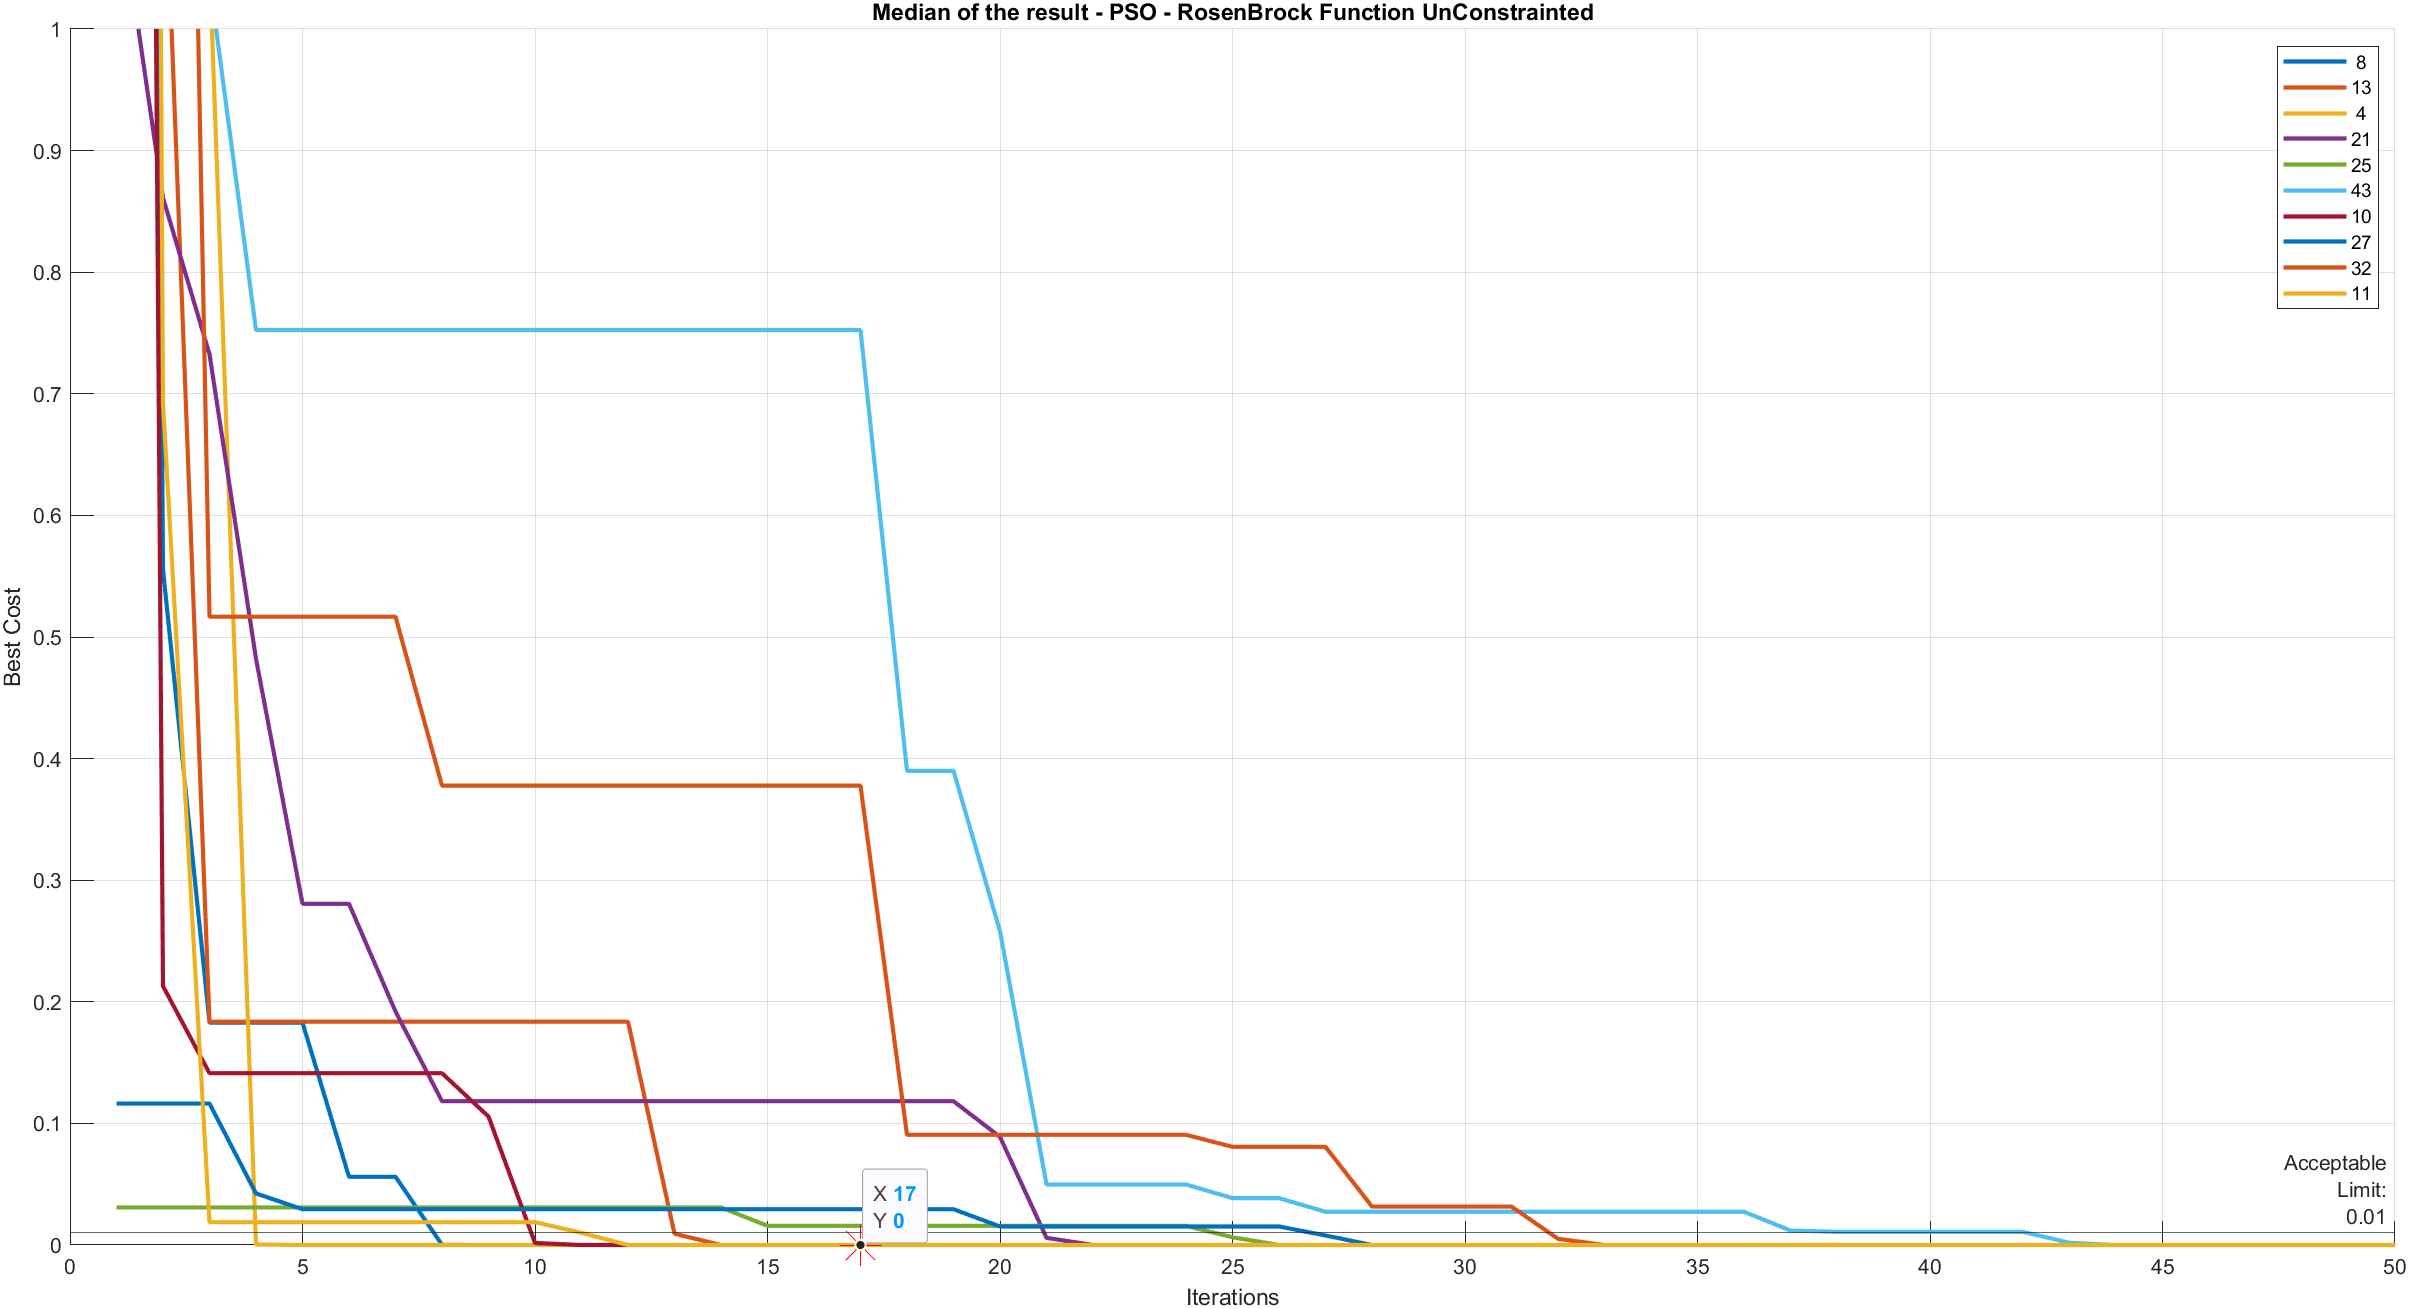 Median of the result - PSO - RosenBrock Function UnConstrainted
1
0.9
0.8
0.7
0.6
0.5
0.4
0.3
0.2
0.1
0
Best Cost
8
13
4
21
25
43
10
27
32
11
X 17
Y 0
Acceptable
Limit:
0.01
0 5 10 15 20 25 30 35 40 45 50
Iterations